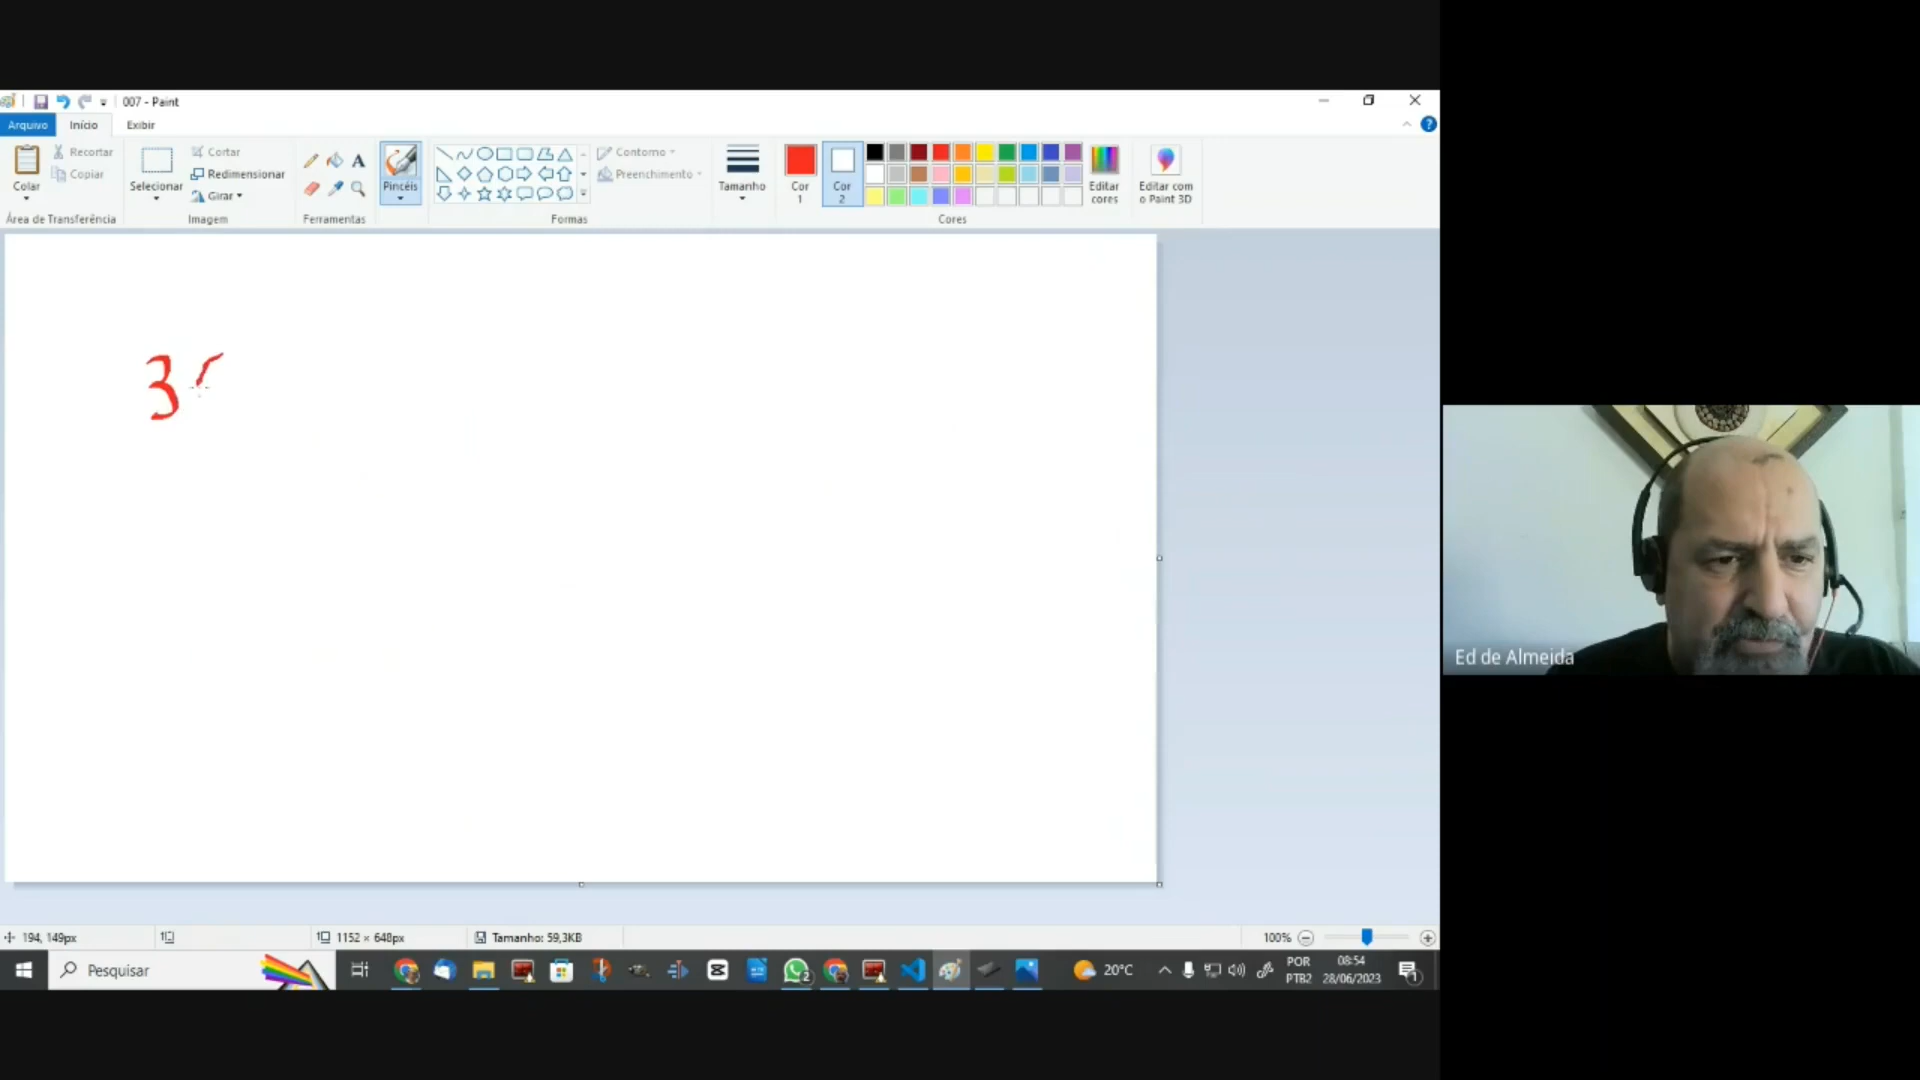 007 - Paint
Arquivo Início Exibir
Colar
Recortar
Copiar
Área de Transferência
Selecionar
Cortar
Redimensionar
Girar
Imagem
A
Ferramentas
Pincéis
Formas
Contorno
Preenchimento
Tamanho
Cor 1
Cor 2
Cores
Editar cores
Editar com o Paint 3D
3
Ed de Almeida
194, 149px
1152 × 648px
Tamanho: 59,3KB
100%
Pesquisar
2
20°C
POR
PTB2
08:54
28/06/2023
1